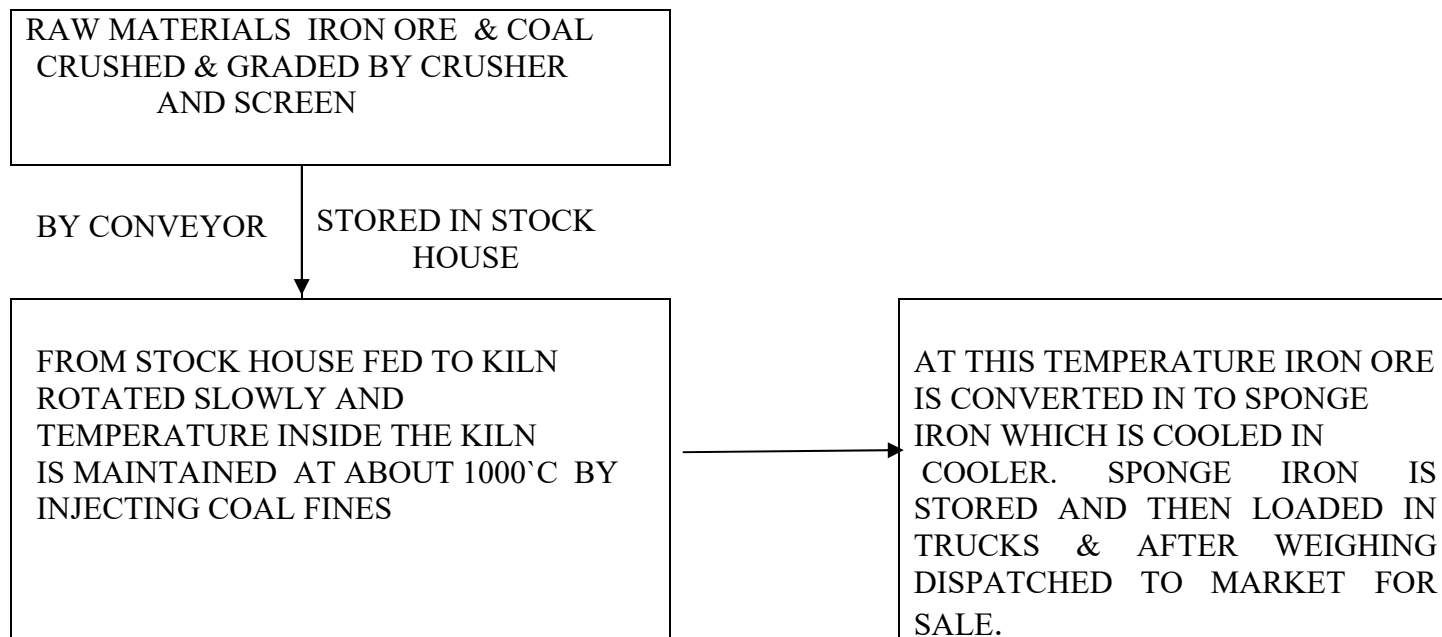 RAW MATERIALS IRON ORE & COAL
CRUSHED & GRADED BY CRUSHER
AND SCREEN
BY CONVEYOR
STORED IN STOCK
HOUSE
FROM STOCK HOUSE FED TO KILN
ROTATED SLOWLY AND
TEMPERATURE INSIDE THE KILN
IS MAINTAINED AT ABOUT 1000`C BY
INJECTING COAL FINES
AT THIS TEMPERATURE IRON ORE
IS CONVERTED IN TO SPONGE
IRON WHICH IS COOLED IN
COOLER. SPONGE IRON IS
STORED AND THEN LOADED IN
TRUCKS & AFTER WEIGHING
DISPATCHED TO MARKET FOR
SALE.